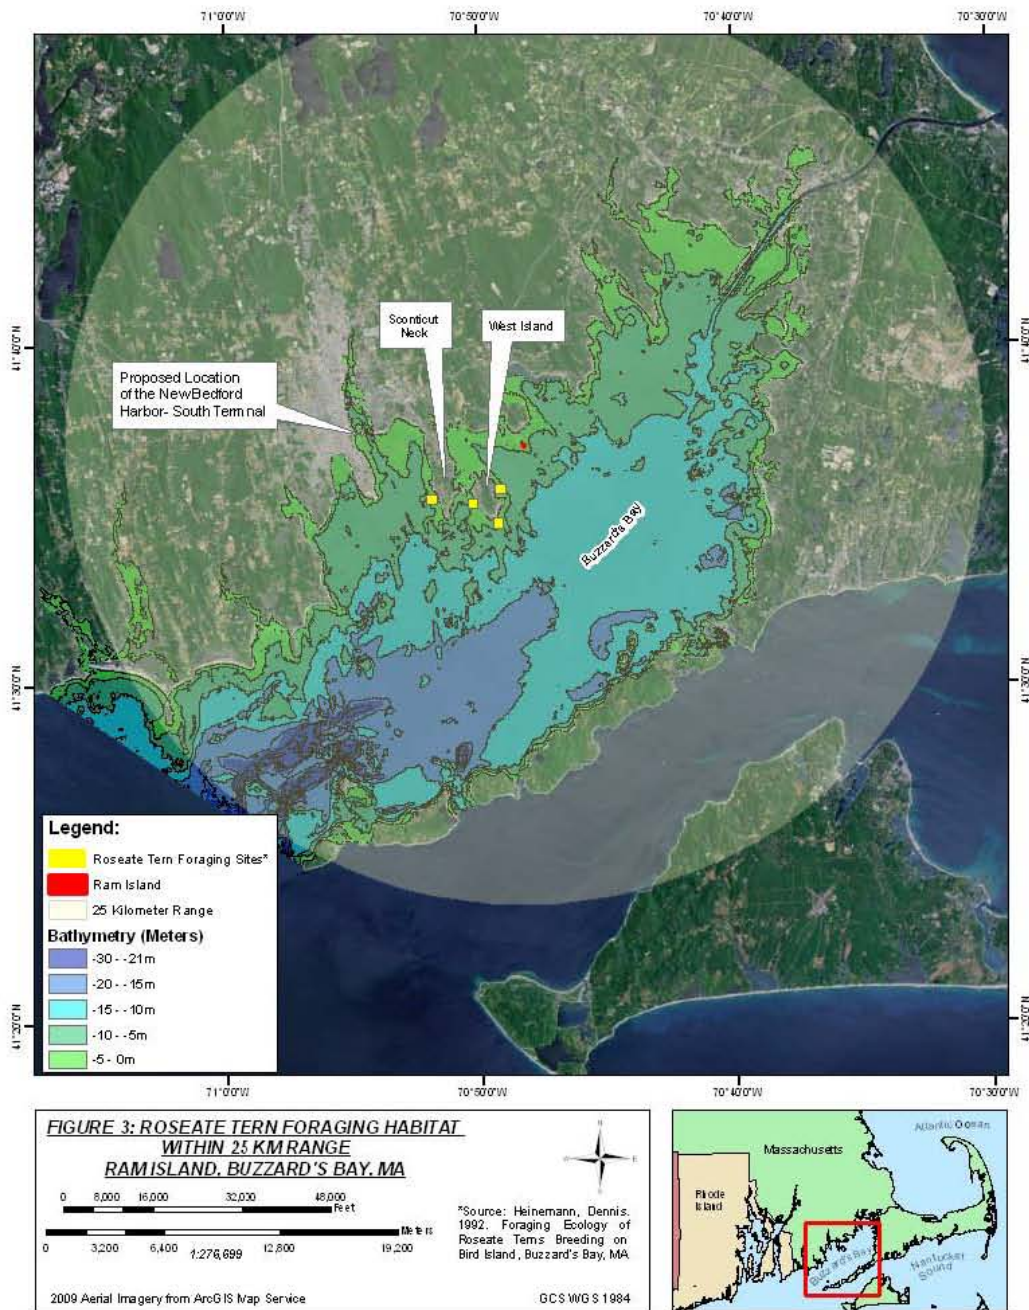 71°0'0"W
70°50'0"W
70°40'0"W
70°30'0"W
41°40'0"N
41°40'0"N
Sconticut
Neck
West Island
Proposed Location
of the New Bedford
Harbor- South Terminal
Buzzard's Bay
41°30'0"N
41°30'0"N
Legend:
Roseate Tern Foraging Sites*
Ram Island
25 Kilometer Range
Bathymetry (Meters)
-30 - -21m
-20 - -15m
-15 - -10m
-10 - -5m
-5 - 0m
41°20'0"N
41°20'0"N
71°0'0"W
70°50'0"W
70°40'0"W
70°30'0"W
FIGURE 3: ROSEATE TERN FORAGING HABITAT
WITHIN 25 KM RANGE
RAM ISLAND, BUZZARD'S BAY, MA
N
W
E
S
0 8,000 16,000 32,000 48,000
Feet
Meters
0 3,200 6,400 12,800 19,200
1:276,699
*Source: Heinemann, Dennis.
1992. Foraging Ecology of
Roseate Terns Breeding on
Bird Island, Buzzard's Bay, MA
2009 Aerial Imagery from ArcGIS Map Service
GCS WGS 1984
Atlantic Ocean
Massachusetts
Rhode
Island
Buzzard's Bay
Nantucket
Sound